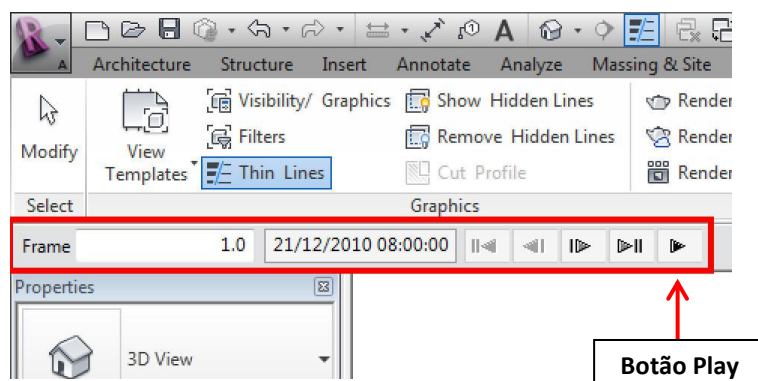 A
A
Architecture Structure Insert Annotate Analyze Massing & Site
Modify
View
Templates
Visibility/ Graphics
Filters
Thin Lines
Show Hidden Lines
Remove Hidden Lines
Cut Profile
Render
Render
Render
Select Graphics
Frame 1.0 21/12/2010 08:00:00
Properties
3D View
Botão Play